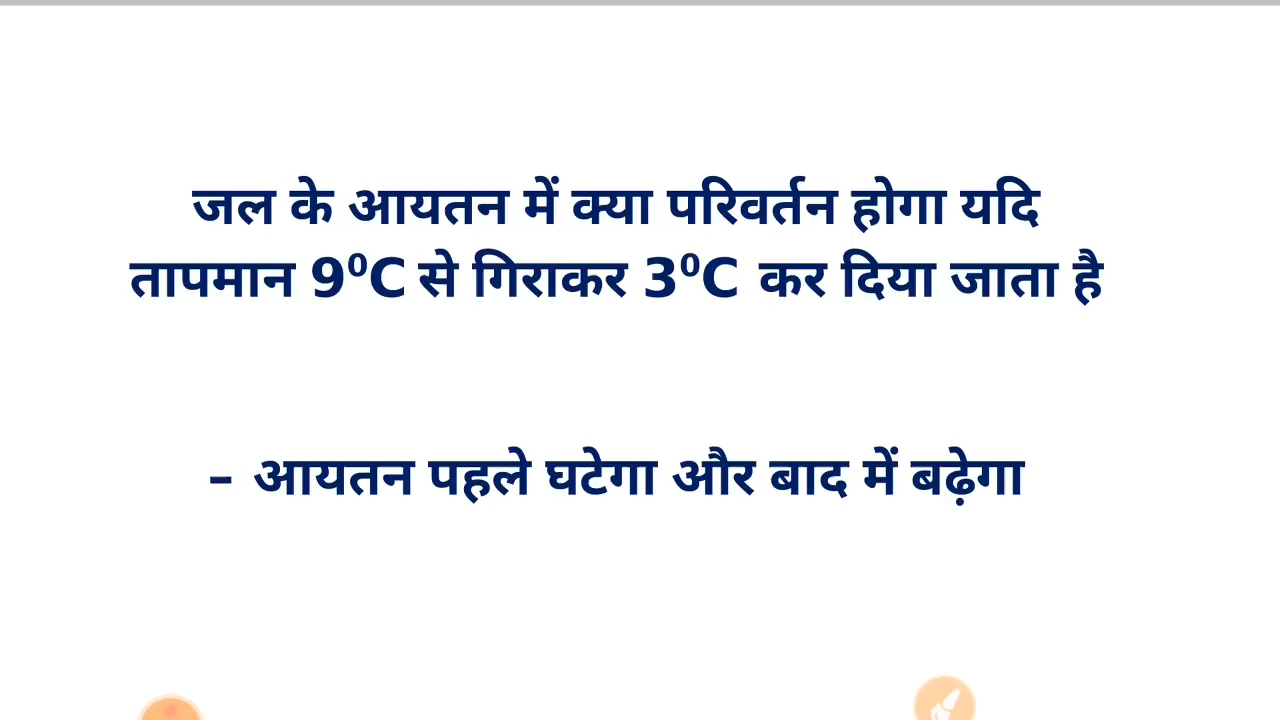 जल के आयतन में क्या परिवर्तन होगा यदि
तापमान 9⁰C से गिराकर 3⁰C कर दिया जाता है
– आयतन पहले घटेगा और बाद में बढ़ेगा